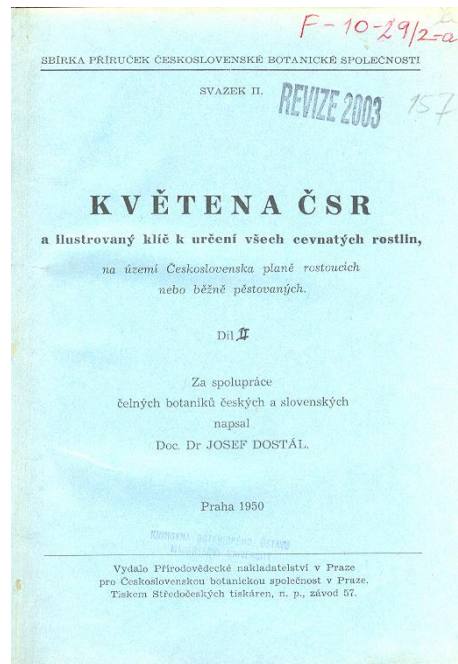 F-10-29/2-a
SBÍRKA PŘÍRUČEK ČESKOSLOVENSKÉ BOTANICKÉ SPOLEČNOSTI
SVAZEK II.
REVIZE 2003
157
KVĚTENA ČSR
a ilustrovaný klíč k určení všech cevnatých rostlin,
na území Československa planě rostoucích
nebo běžně pěstovaných.
Díl II
Za spolupráce
čelných botaniků českých a slovenských
napsal
Doc. Dr JOSEF DOSTÁL.
Praha 1950
KNIHOVNA BOTANICKÉHO ÚSTAVU
Vydalo Přírodovědecké nakladatelství v Praze
pro Československou botanickou společnost v Praze.
Tiskem Středočeských tiskáren, n. p., závod 57.